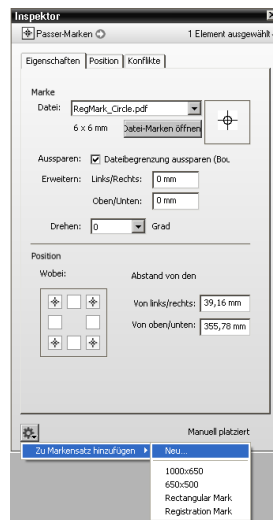 Inspektor
Passer-Marken 1 Element ausgewählt
Eigenschaften Position Konflikte
Marke
Datei: RegMark_Circle.pdf
6 x 6 mm Datei-Marken öffnen
Aussparen: Dateibegrenzung aussparen (Bou
Erweitern: Links/Rechts: 0 mm
Oben/Unten: 0 mm
Drehen: 0 Grad
Position
Wobei: Abstand von den
Von links/rechts: 39,16 mm
Von oben/unten: 355,78 mm
Manuell platziert
Zu Markensatz hinzufügen Neu...
1000x650
650x500
Rectangular Mark
Registration Mark